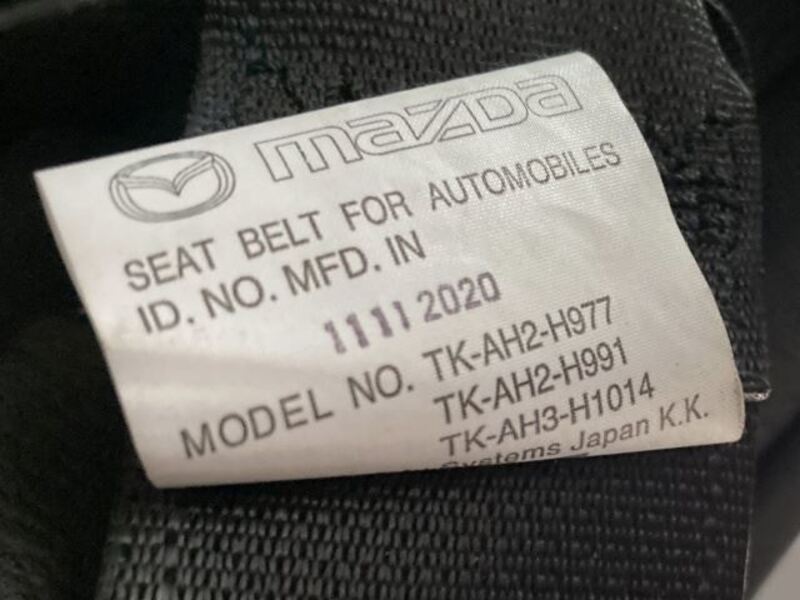 mazda
SEAT BELT FOR AUTOMOBILES
ID. NO. MFD. IN
1111 2020
MODEL NO. TK-AH2-H977
TK-AH2-H991
TK-AH3-H1014
Systems Japan K.K.